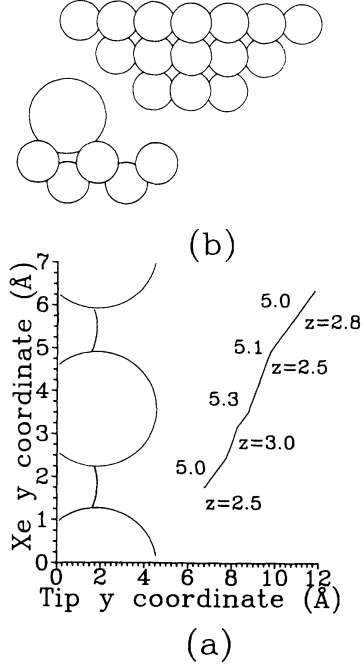 (b)
7
6
5
4
3
2
1
0
Xe y coordinate (Å)
5.0
z=2.8
5.1
z=2.5
5.3
z=3.0
5.0
z=2.5
0 2 4 6 8 10 12
Tip y coordinate (Å)
(a)